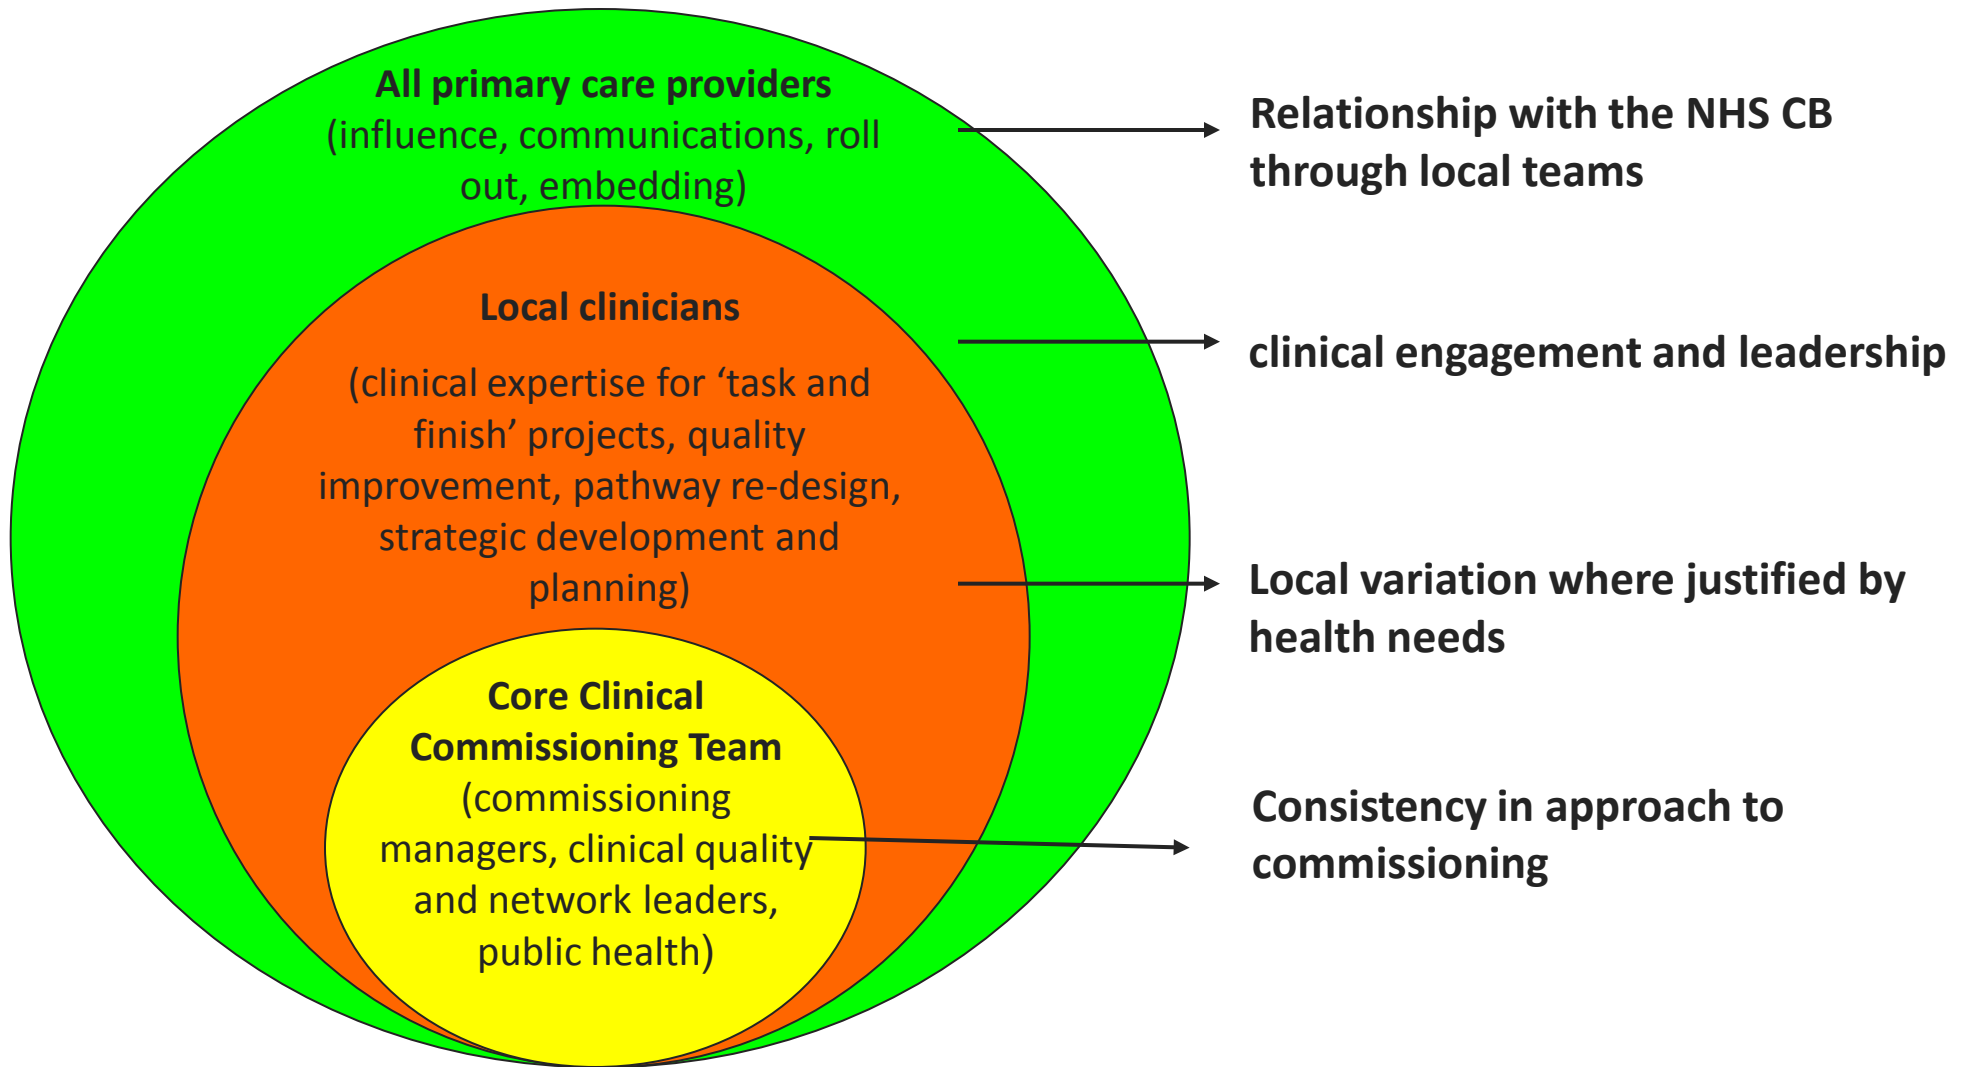 All primary care providers
(influence, communications, roll
out, embedding)
Local clinicians
(clinical expertise for ‘task and
finish’ projects, quality
improvement, pathway re-design,
strategic development and
planning)
Core Clinical
Commissioning Team
(commissioning
managers, clinical quality
and network leaders,
public health)
Relationship with the NHS CB
through local teams
clinical engagement and leadership
Local variation where justified by
health needs
Consistency in approach to
commissioning